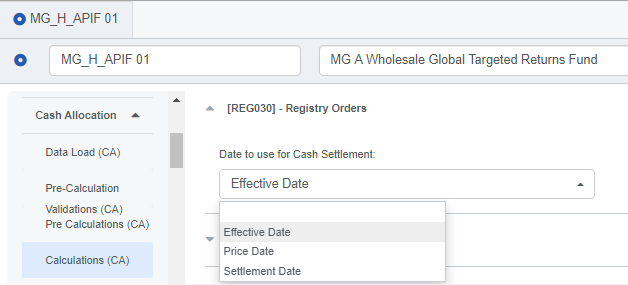 MG_H_APIF 01
MG_H_APIF 01
MG A Wholesale Global Targeted Returns Fund
Cash Allocation
Data Load (CA)
Pre-Calculation
Validations (CA)
Pre Calculations (CA)
Calculations (CA)
[REG030] - Registry Orders
Date to use for Cash Settlement:
Effective Date
Effective Date
Price Date
Settlement Date